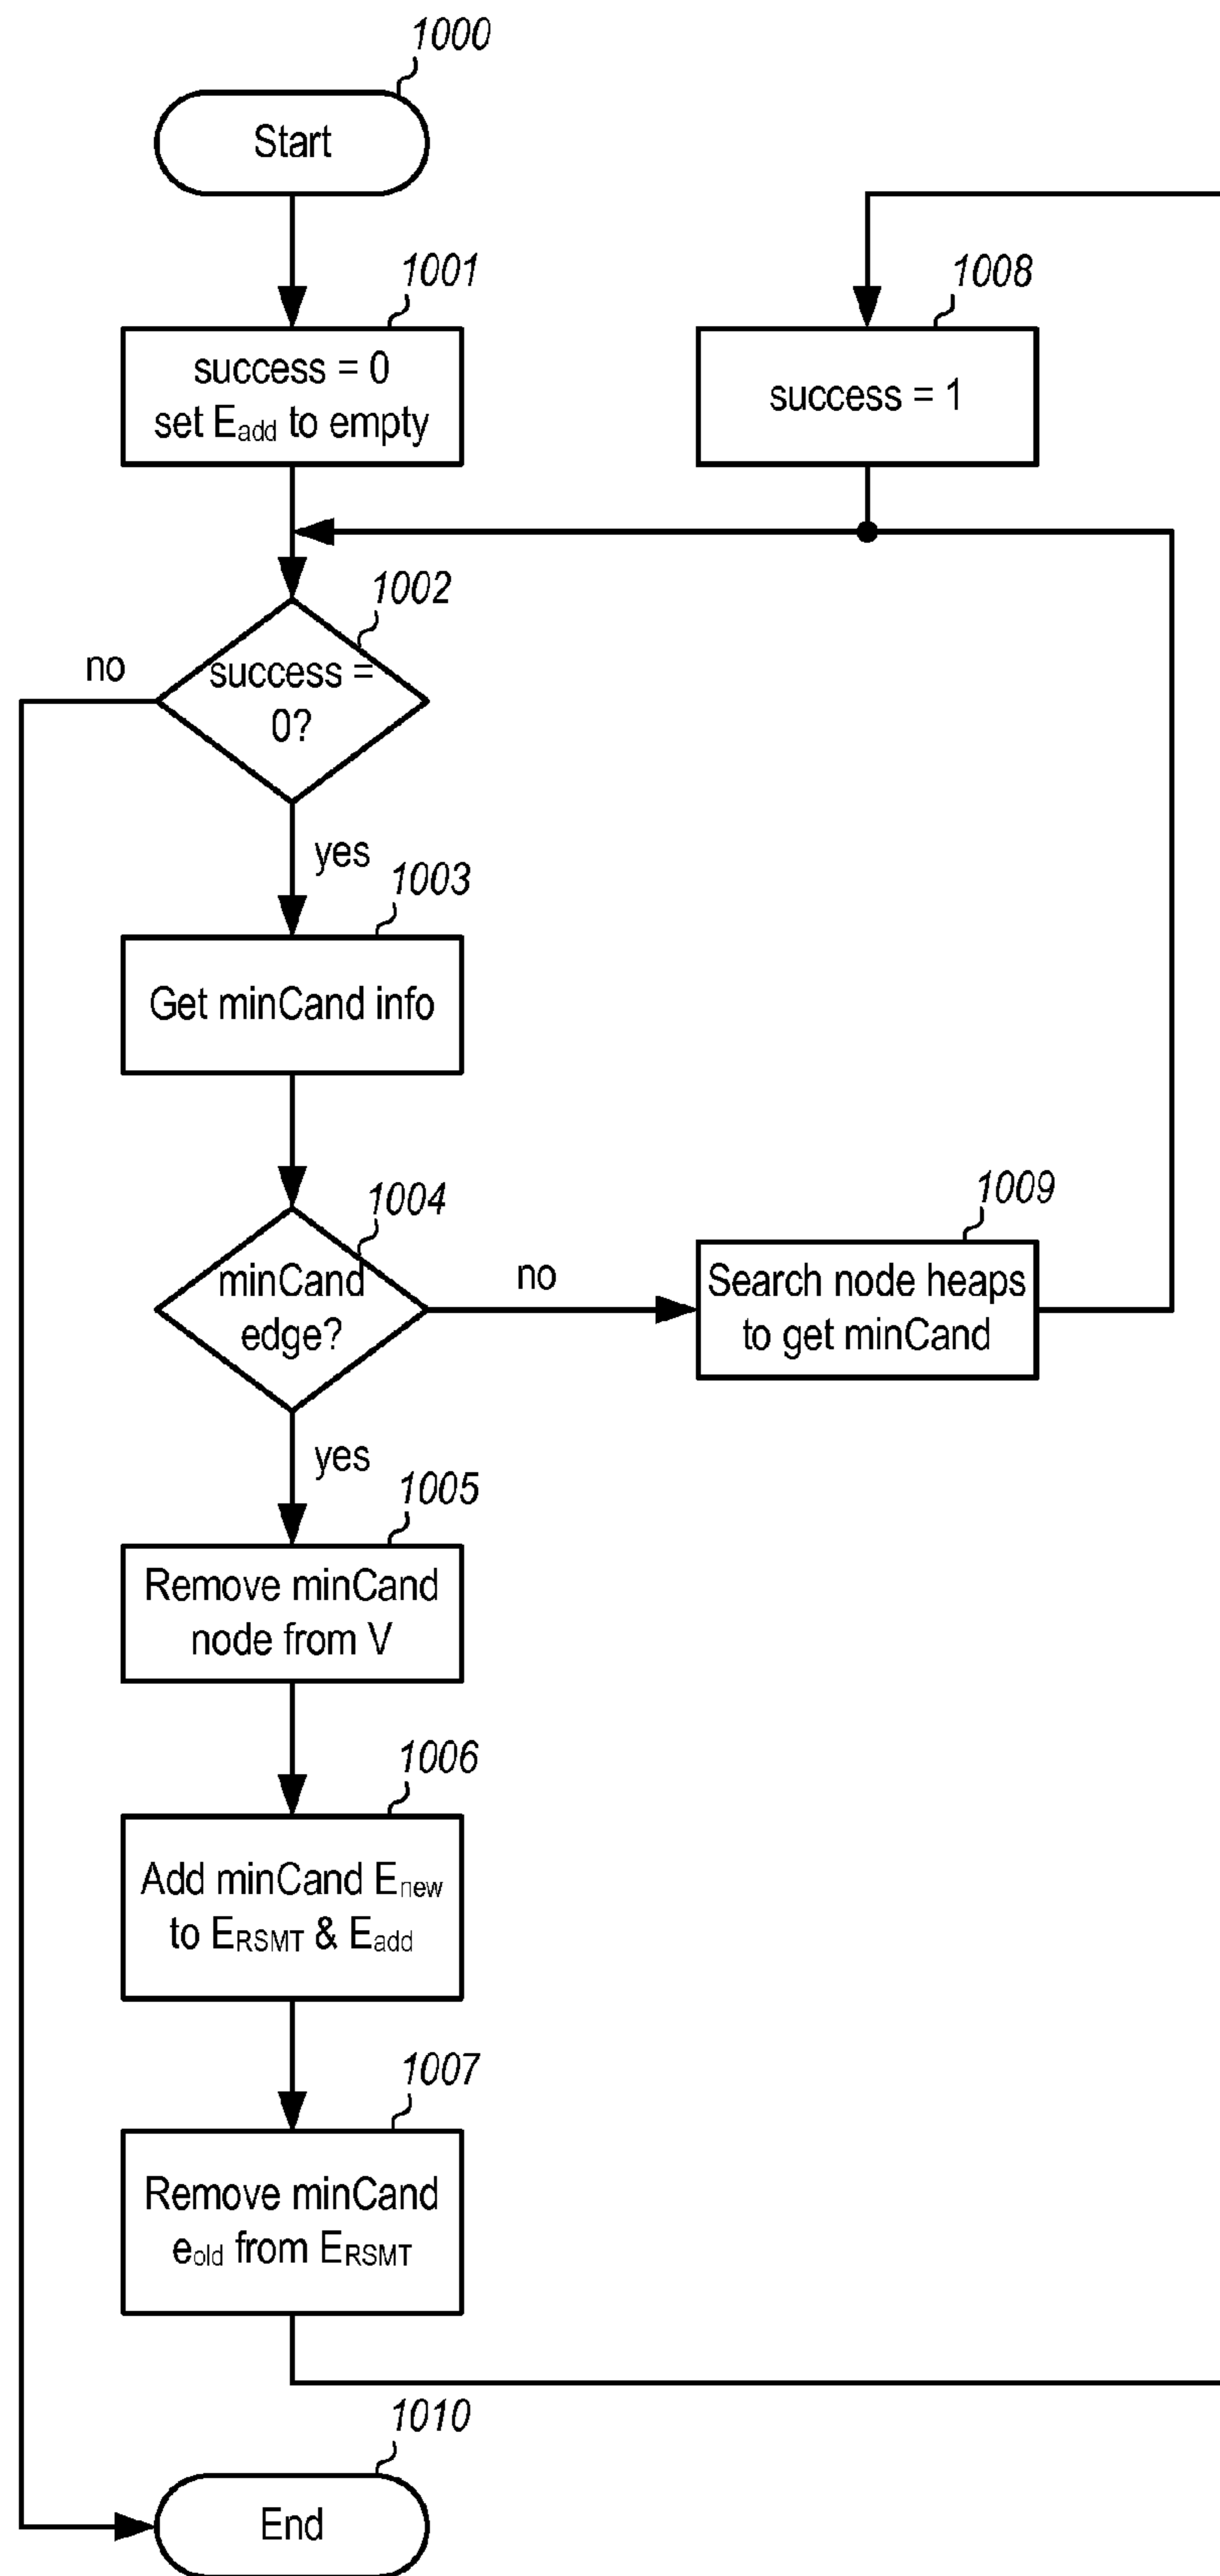 1000
Start
1001
success = 0
set Eadd to empty
1008
success = 1
1002
no
success =
0?
yes
1003
Get minCand info
1004
minCand
edge?
no
1009
Search node heaps
to get minCand
yes
1005
Remove minCand
node from V
1006
Add minCand Enew
to ERSMT & Eadd
1007
Remove minCand
eold from ERSMT
1010
End